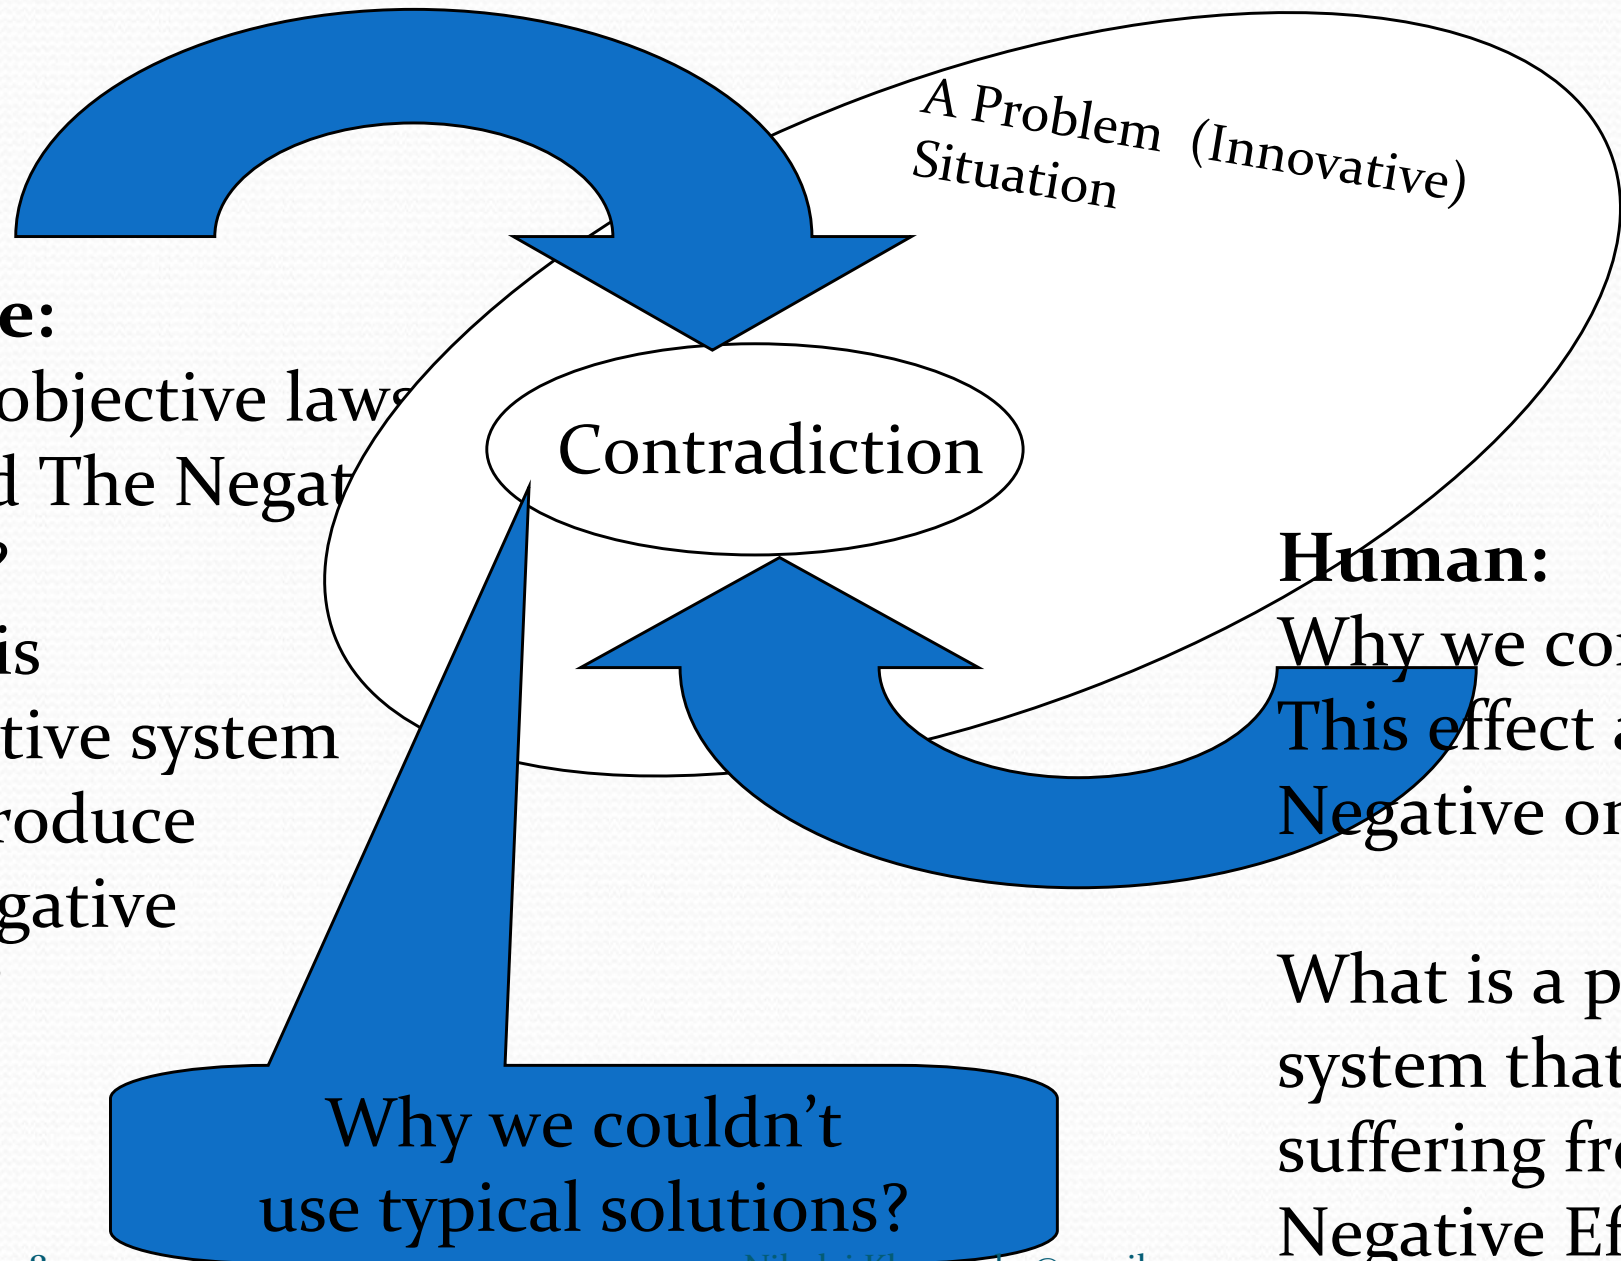 A Problem (Innovative)
Situation
e:
objective laws
d The Negat
?
is
tive system
roduce
gative
Contradiction
Human:
Why we co
This effect a
Negative or
What is a p
system that
suffering fr
Negative Ef
Why we couldn’t
use typical solutions?